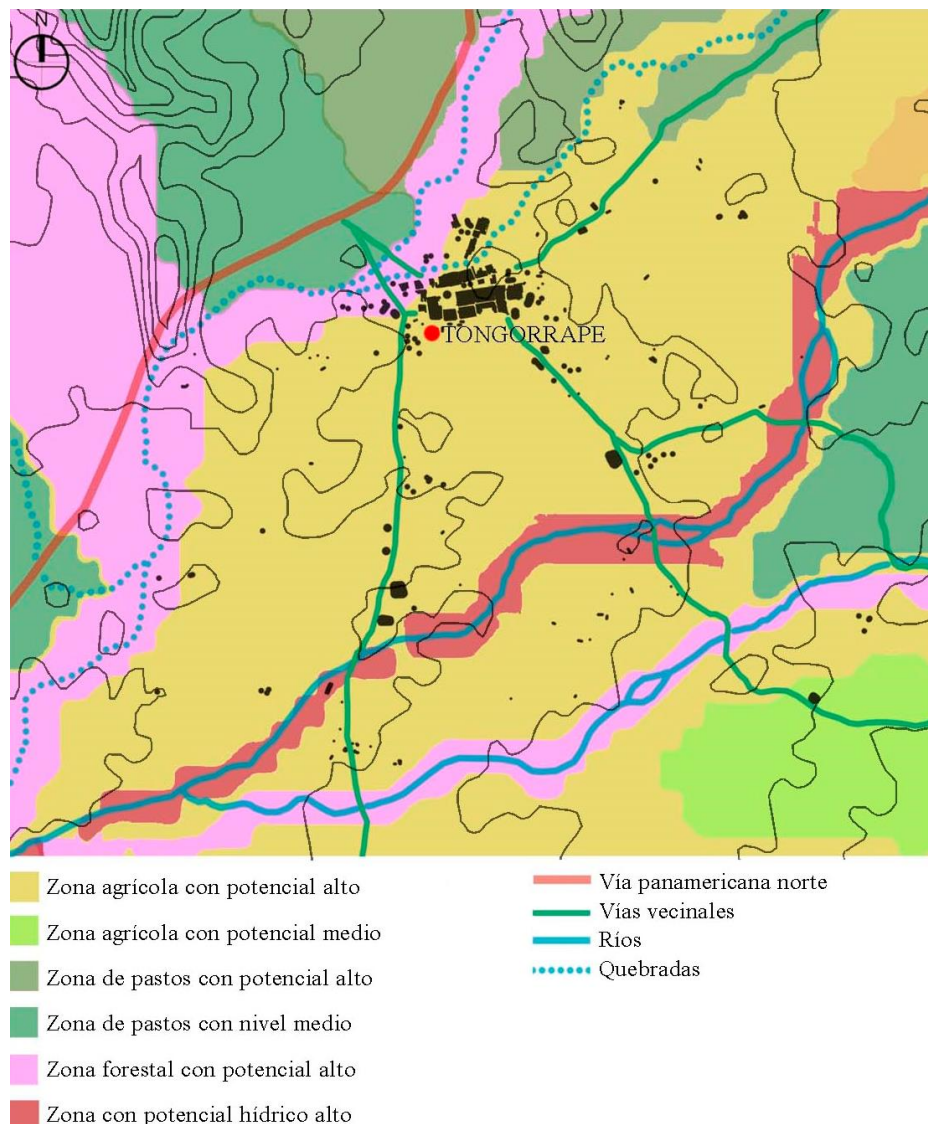 N
TONGORRAPE
Zona agrícola con potencial alto
Zona agrícola con potencial medio
Zona de pastos con potencial alto
Zona de pastos con nivel medio
Zona forestal con potencial alto
Zona con potencial hídrico alto
Vía panamericana norte
Vías vecinales
Ríos
Quebradas